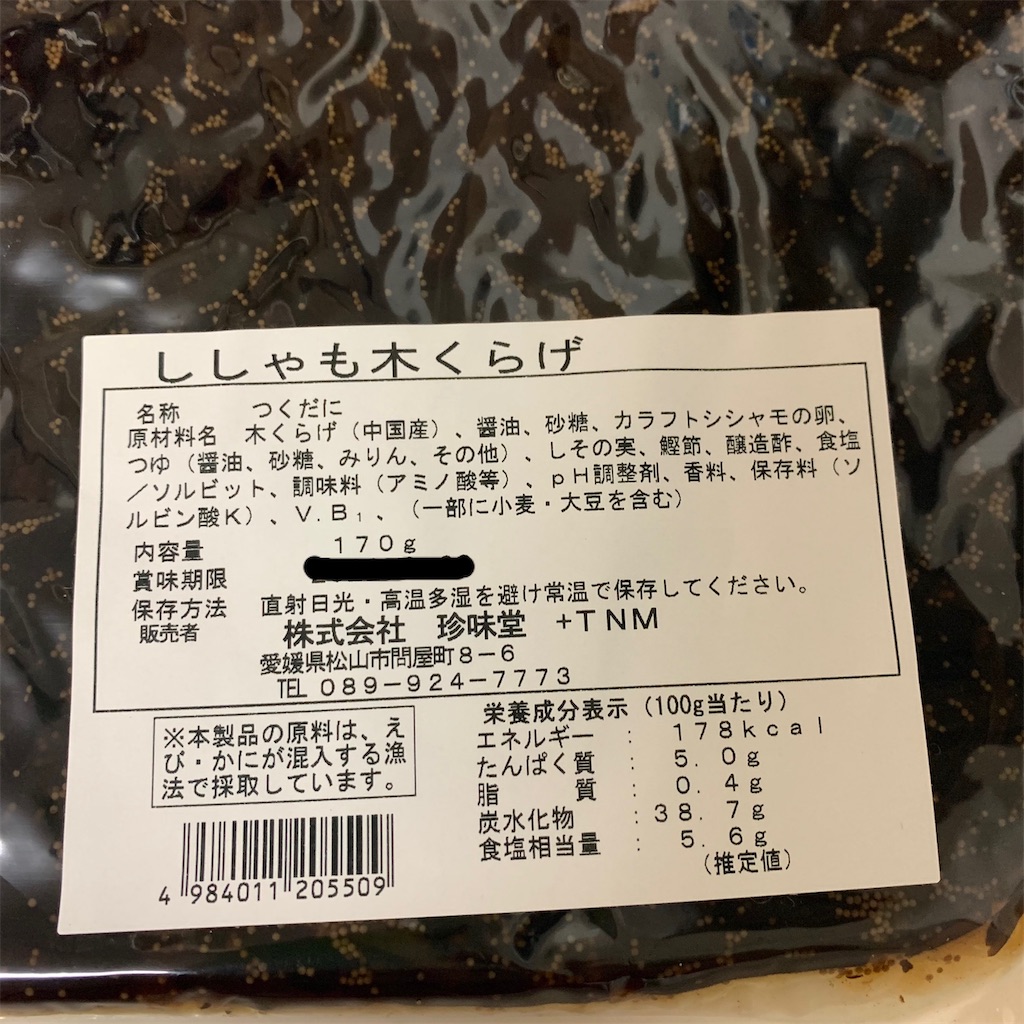 ししゃも木くらげ
名称 つくだに
原材料名 木くらげ（中国産）、醤油、砂糖、カラフトシシャモの卵、
つゆ（醤油、砂糖、みりん、その他）、しその実、鰹節、醸造酢、食塩
／ソルビット、調味料（アミノ酸等）、ｐＨ調整剤、香料、保存料（ソ
ルビン酸Ｋ）、Ｖ.Ｂ₁、（一部に小麦・大豆を含む）
内容量 １７０ｇ
賞味期限
保存方法 直射日光・高温多湿を避け常温で保存してください。
販売者 株式会社 珍味堂 +ＴＮＭ
愛媛県松山市問屋町８－６
TEL ０８９－９２４－７７７３
※本製品の原料は、え
び・かにが混入する漁
法で採取しています。
栄養成分表示（100g当たり）
エネルギー ： １７８ｋｃａｌ
たんぱく質 ： ５．０ｇ
脂質 ： ０．４ｇ
炭水化物 ：３８．７ｇ
食塩相当量 ： ５．６ｇ
（推定値）
4 984011 205509